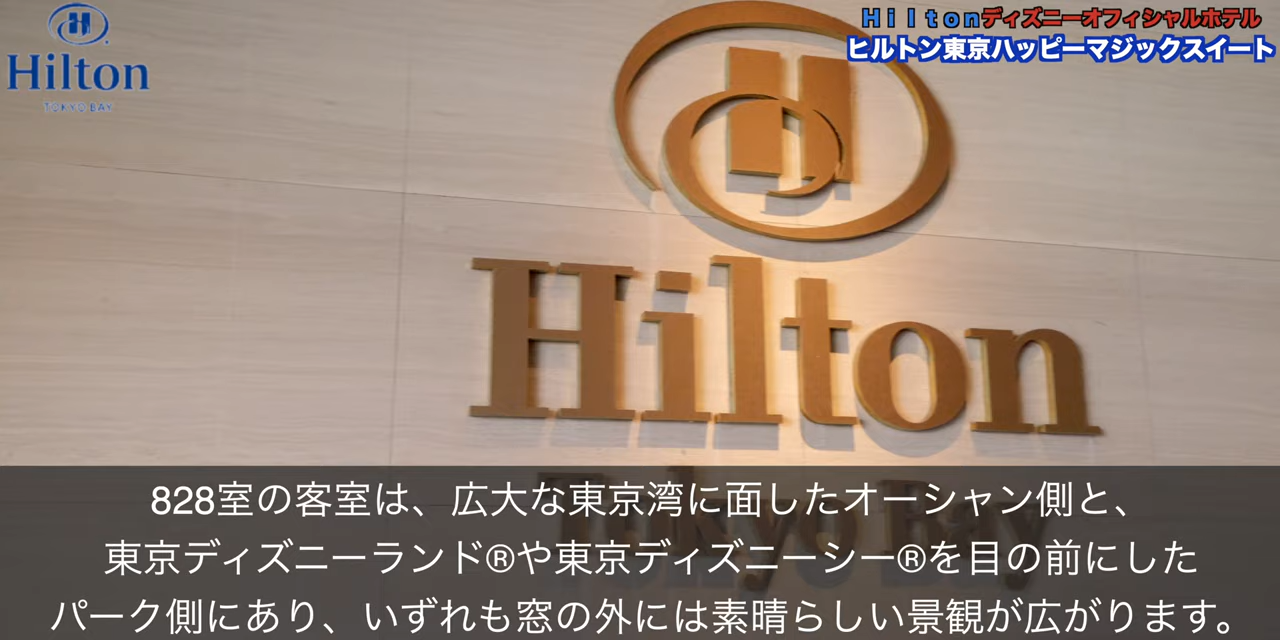 Hilton
TOKYO BAY
Hiltonディズニーオフィシャルホテル
ヒルトン東京ハッピーマジックスイート
Hilton
Tokyo Bay
828室の客室は、広大な東京湾に面したオーシャン側と、
東京ディズニーランド®や東京ディズニーシー®を目の前にした
パーク側にあり、いずれも窓の外には素晴らしい景観が広がります。